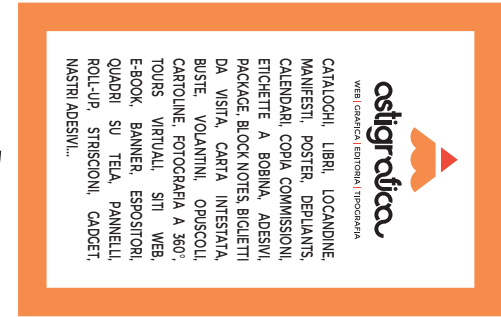 astigrafica
WEB | GRAFICA | EDITORIA | TIPOGRAFIA
CATALOGHI, LIBRI, LOCANDINE,
MANIFESTI, POSTER, DEPLIANTS,
CALENDARI, COPIA COMMISSIONI,
ETICHETTE A BOBINA, ADESIVI,
PACKAGE, BLOCK NOTES, BIGLIETTI
DA VISITA, CARTA INTESTATA,
BUSTE, VOLANTINI, OPUSCOLI,
CARTOLINE, FOTOGRAFIA A 360°,
TOURS VIRTUALI, SITI WEB,
E-BOOK, BANNER, ESPOSITORI,
QUADRI SU TELA, PANNELLI,
ROLL-UP, STRISCIONI, GADGET,
NASTRI ADESIVI...